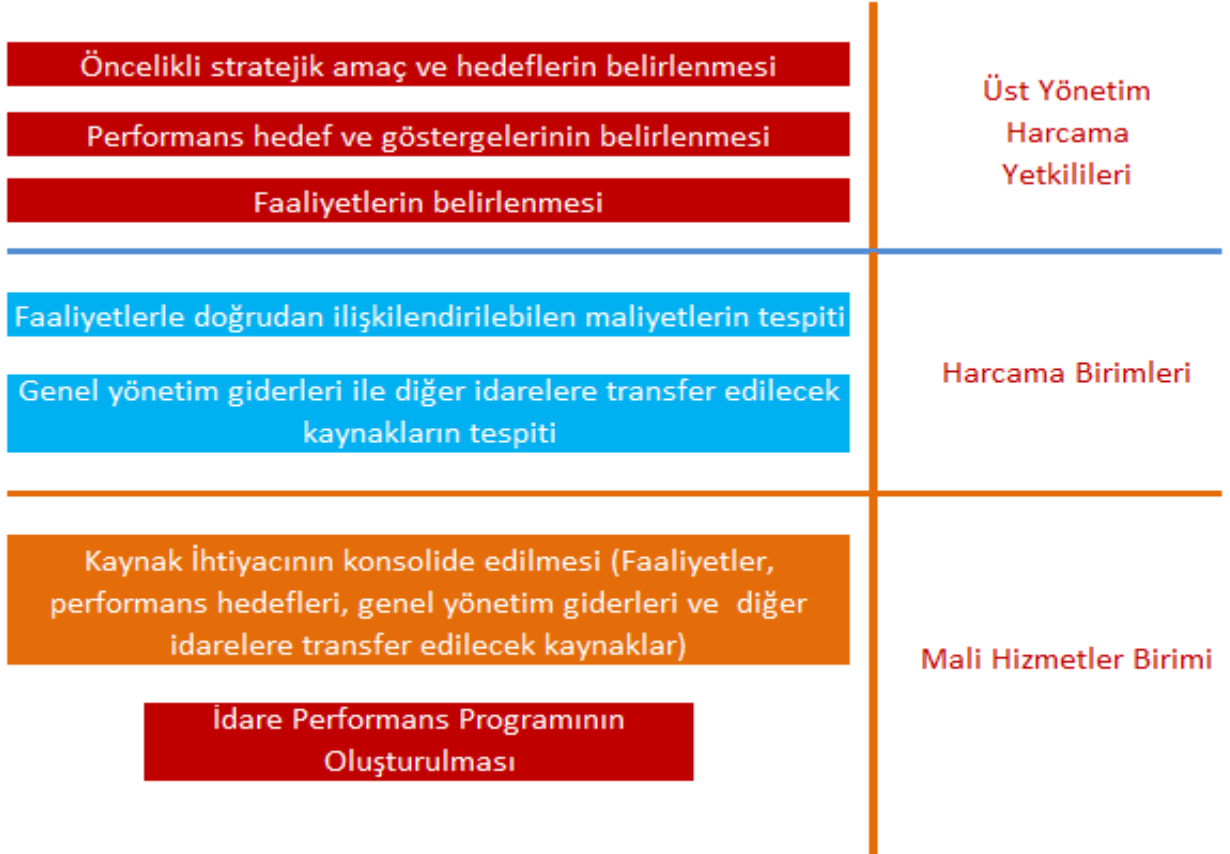 Öncelikli stratejik amaç ve hedeflerin belirlenmesi
Performans hedef ve göstergelerinin belirlenmesi
Faaliyetlerin belirlenmesi
Üst Yönetim
Harcama
Yetkilileri
Faaliyetlerle doğrudan ilişkilendirilebilen maliyetlerin tespiti
Genel yönetim giderleri ile diğer idarelere transfer edilecek
kaynakların tespiti
Harcama Birimleri
Kaynak İhtiyacının konsolide edilmesi (Faaliyetler,
performans hedefleri, genel yönetim giderleri ve diğer
idarelere transfer edilecek kaynaklar)
İdare Performans Programının
Oluşturulması
Mali Hizmetler Birimi